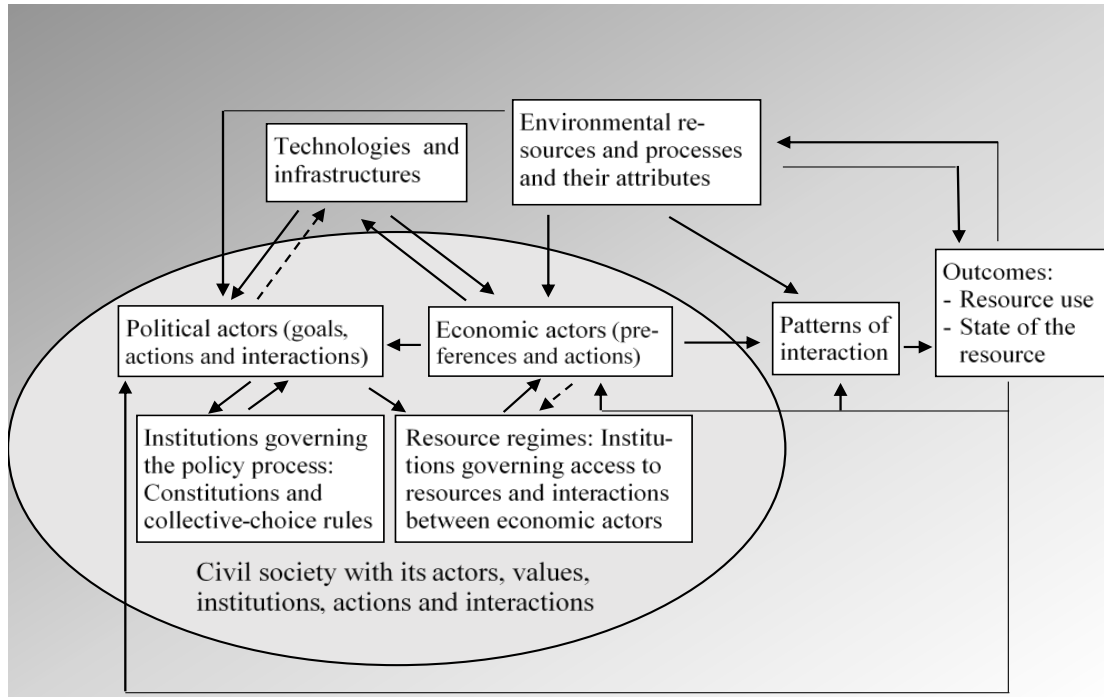 Technologies and
infrastructures
Environmental re-
sources and processes
and their attributes
Political actors (goals,
actions and interactions)
Economic actors (pre-
ferences and actions)
Patterns of
interaction
Outcomes:
- Resource use
- State of the
resource
Institutions governing
the policy process:
Constitutions and
collective-choice rules
Resource regimes: Institu-
tions governing access to
resources and interactions
between economic actors
Civil society with its actors, values,
institutions, actions and interactions